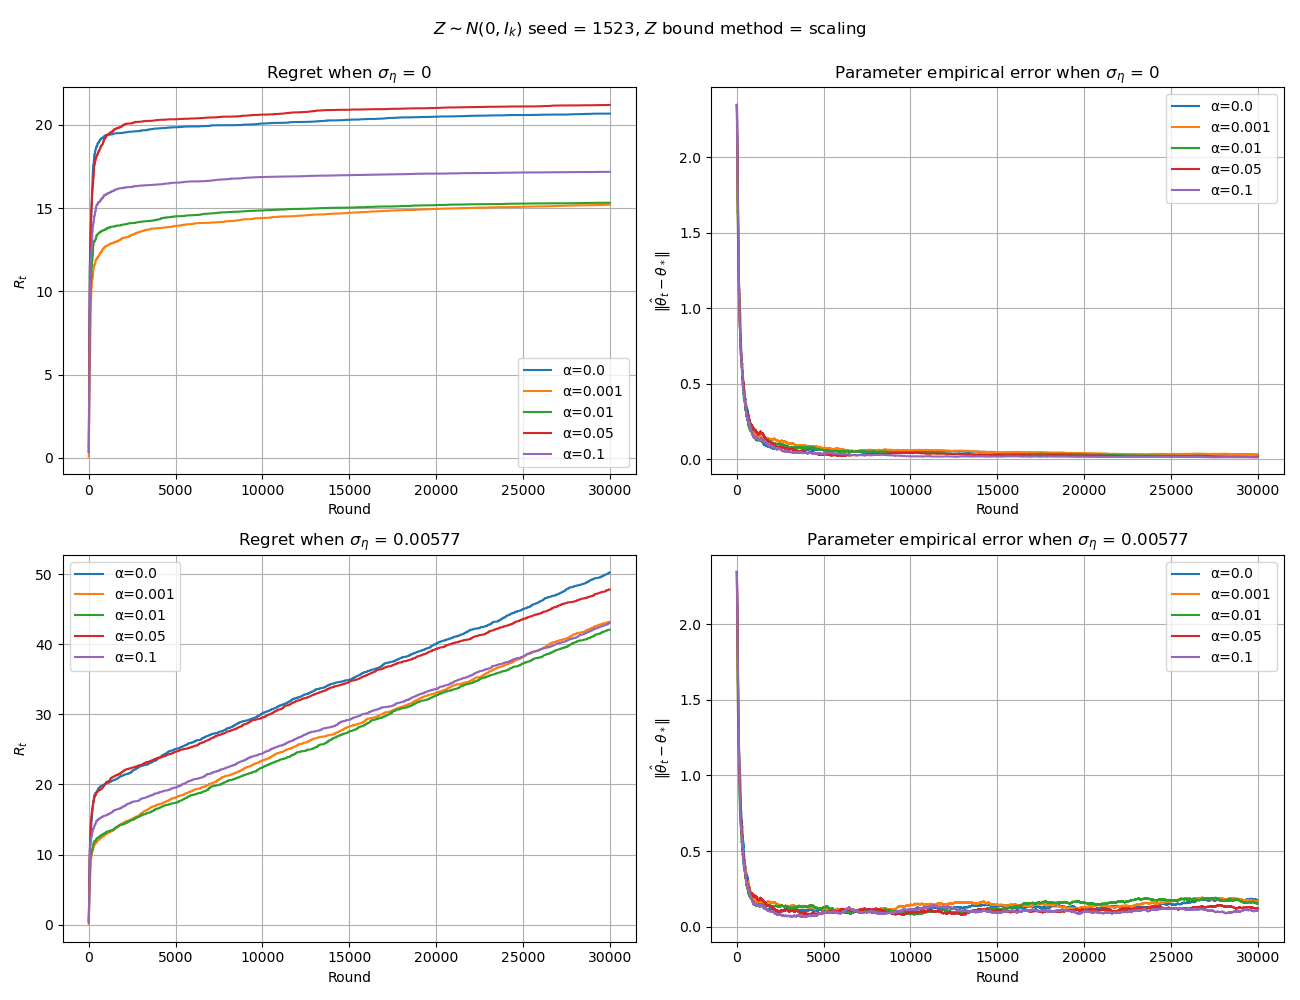 Z ∼ N(0, I_k) seed = 1523, Z bound method = scaling
Regret when σ_η = 0
R_t
20
15
10
5
0
α=0.0
α=0.001
α=0.01
α=0.05
α=0.1
0 5000 10000 15000 20000 25000 30000
Round
Parameter empirical error when σ_η = 0
‖θ̂_t − θ_*‖
2.0
1.5
1.0
0.5
0.0
α=0.0
α=0.001
α=0.01
α=0.05
α=0.1
0 5000 10000 15000 20000 25000 30000
Round
Regret when σ_η = 0.00577
R_t
50
40
30
20
10
0
α=0.0
α=0.001
α=0.01
α=0.05
α=0.1
0 5000 10000 15000 20000 25000 30000
Round
Parameter empirical error when σ_η = 0.00577
‖θ̂_t − θ_*‖
2.0
1.5
1.0
0.5
0.0
α=0.0
α=0.001
α=0.01
α=0.05
α=0.1
0 5000 10000 15000 20000 25000 30000
Round